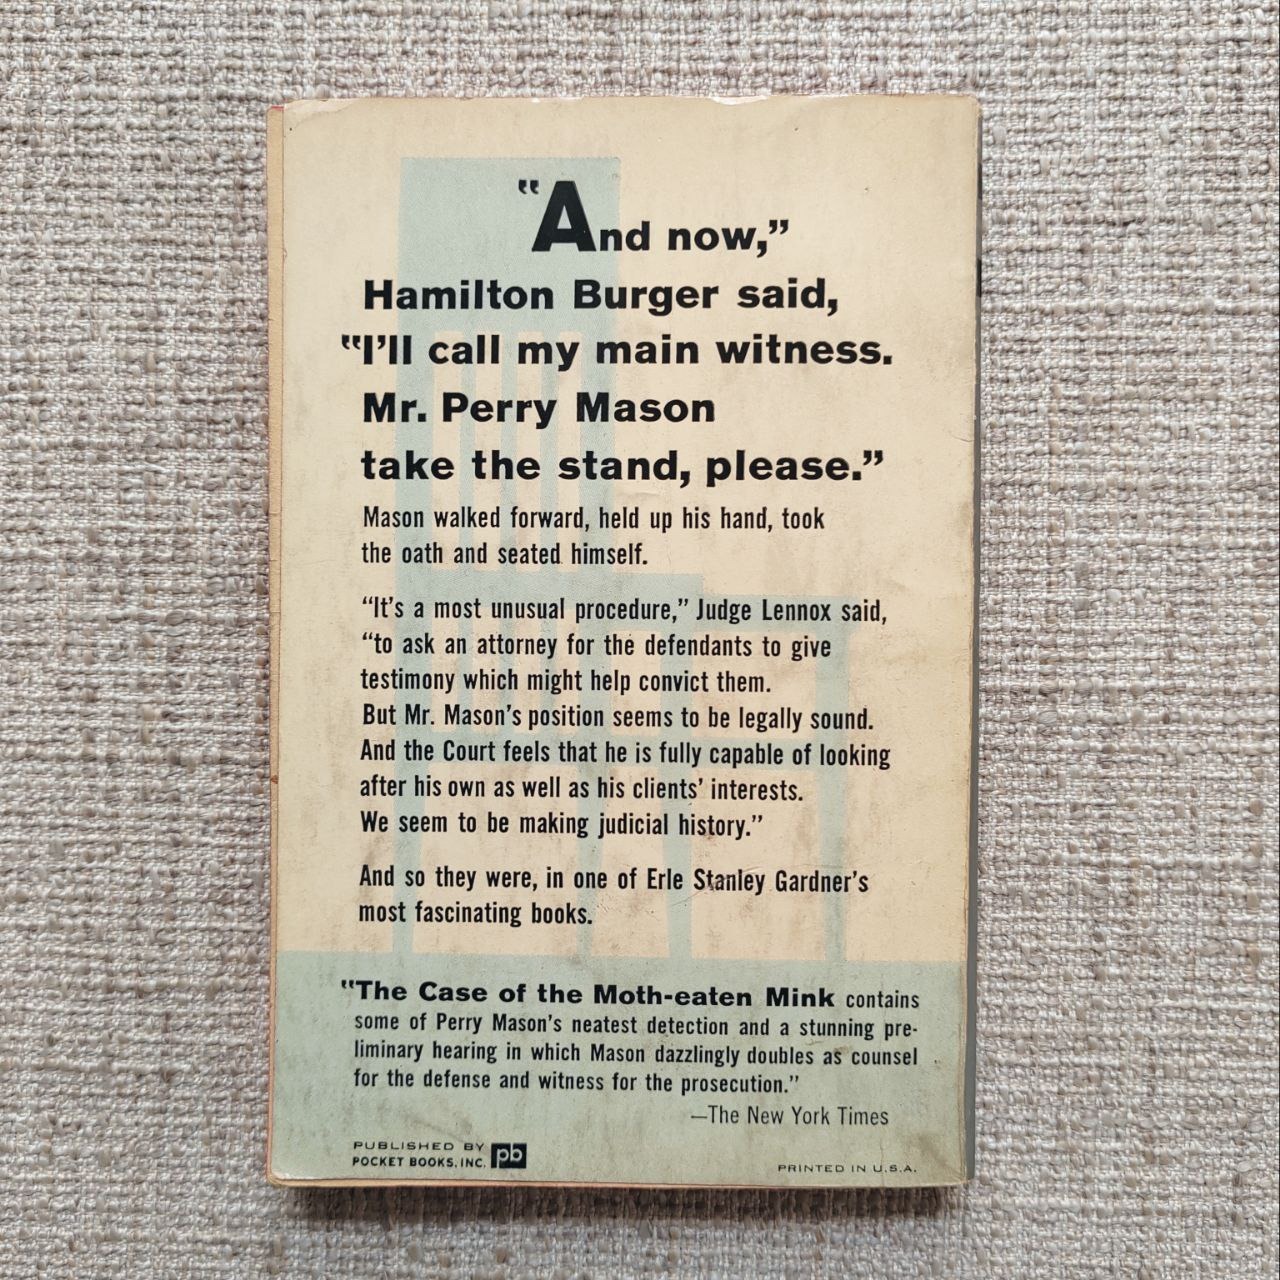 “And now,”
Hamilton Burger said,
“I’ll call my main witness.
Mr. Perry Mason
take the stand, please.”
Mason walked forward, held up his hand, took
the oath and seated himself.
“It’s a most unusual procedure,” Judge Lennox said,
“to ask an attorney for the defendants to give
testimony which might help convict them.
But Mr. Mason’s position seems to be legally sound.
And the Court feels that he is fully capable of looking
after his own as well as his clients’ interests.
We seem to be making judicial history.”
And so they were, in one of Erle Stanley Gardner’s
most fascinating books.
“The Case of the Moth-eaten Mink contains
some of Perry Mason’s neatest detection and a stunning pre-
liminary hearing in which Mason dazzlingly doubles as counsel
for the defense and witness for the prosecution.”
—The New York Times
PUBLISHED BY
POCKET BOOKS, INC. pb
PRINTED IN U.S.A.